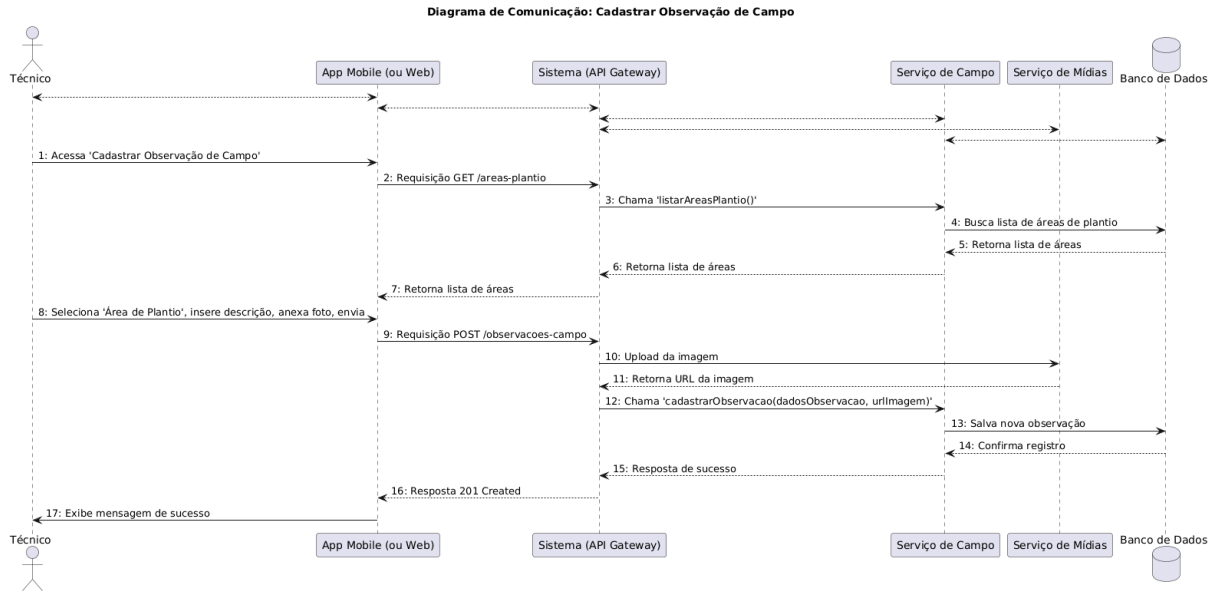 Diagrama de Comunicação: Cadastrar Observação de Campo
Técnico
App Mobile (ou Web)
Sistema (API Gateway)
Serviço de Campo
Serviço de Mídias
Banco de Dados
1: Acessa 'Cadastrar Observação de Campo'
2: Requisição GET /areas-plantio
3: Chama 'listarAreasPlantio()'
4: Busca lista de áreas de plantio
5: Retorna lista de áreas
6: Retorna lista de áreas
7: Retorna lista de áreas
8: Seleciona 'Área de Plantio', insere descrição, anexa foto, envia
9: Requisição POST /observacoes-campo
10: Upload da imagem
11: Retorna URL da imagem
12: Chama 'cadastrarObservacao(dadosObservacao, urlImagem)'
13: Salva nova observação
14: Confirma registro
15: Resposta de sucesso
16: Resposta 201 Created
17: Exibe mensagem de sucesso
Técnico
App Mobile (ou Web)
Sistema (API Gateway)
Serviço de Campo
Serviço de Mídias
Banco de Dados